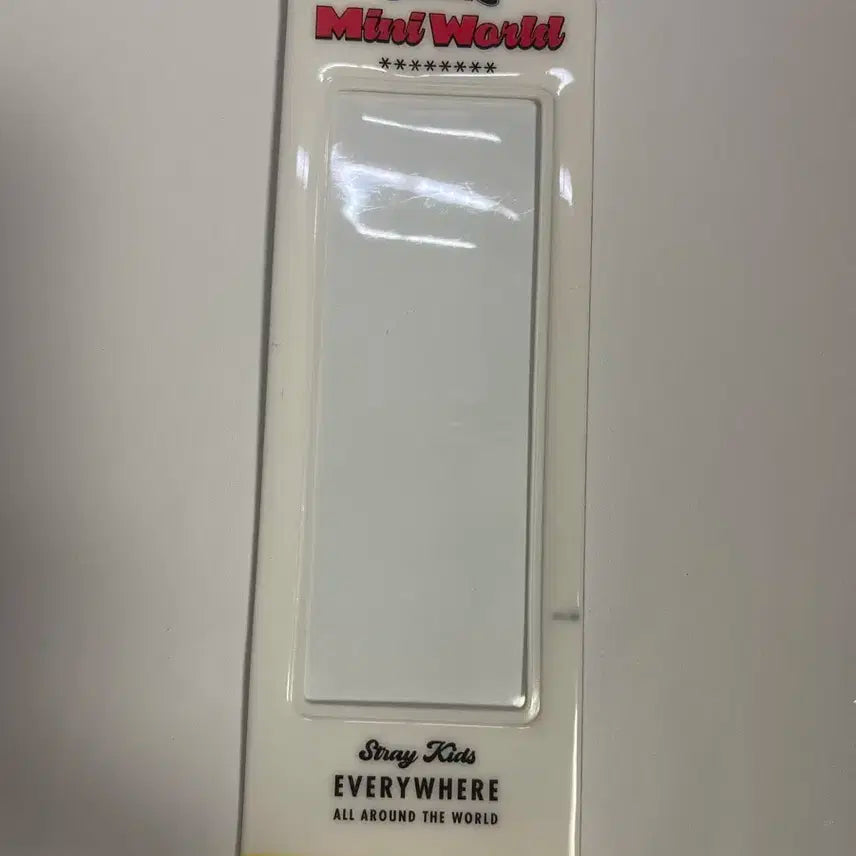 Mini World
********
Stray Kids
EVERYWHERE
ALL AROUND THE WORLD